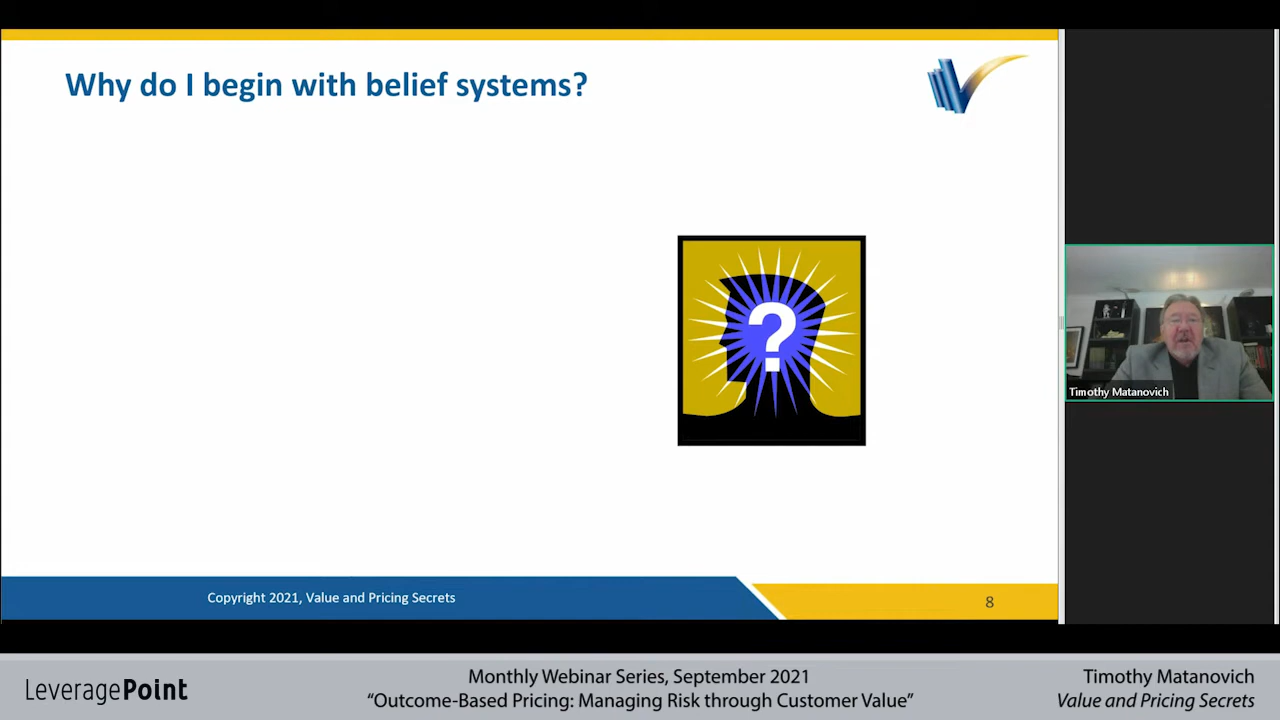 Why do I begin with belief systems?
?
Timothy Matanovich
Copyright 2021, Value and Pricing Secrets
8
LeveragePoint
Monthly Webinar Series, September 2021
“Outcome-Based Pricing: Managing Risk through Customer Value”
Timothy Matanovich
Value and Pricing Secrets